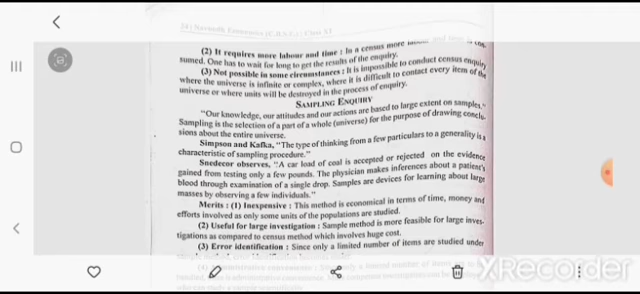 (2) It requires more labour and time : In a census more labour and time is con-
sumed. One has to wait for long to get the results of the enquiry.
(3) Not possible in some circumstances : It is impossible to conduct census enquiry
where the universe is infinite or complex, where it is difficult to contact every item of the
universe or where units will be destroyed in the process of enquiry.
SAMPLING ENQUIRY
"Our knowledge, our attitudes and our actions are based to large extent on samples."
Sampling is the selection of a part of a whole (universe) for the purpose of drawing conclu-
sions about the entire universe.
Simpson and Kafka, "The type of thinking from a few particulars to a generality is a
characteristic of sampling procedure."
Snedecor observes, "A car load of coal is accepted or rejected on the evidence
gained from testing only a few pounds. The physician makes inferences about a patient's
blood through examination of a single drop. Samples are devices for learning about large
masses by observing a few individuals."
Merits : (1) Inexpensive : This method is economical in terms of time, money and
efforts involved as only some units of the populations are studied.
(2) Useful for large investigation : Sample method is more feasible for large inves-
tigations as compared to census method which involves huge cost.
(3) Error identification : Since only a limited number of items are studied under
XRecorder